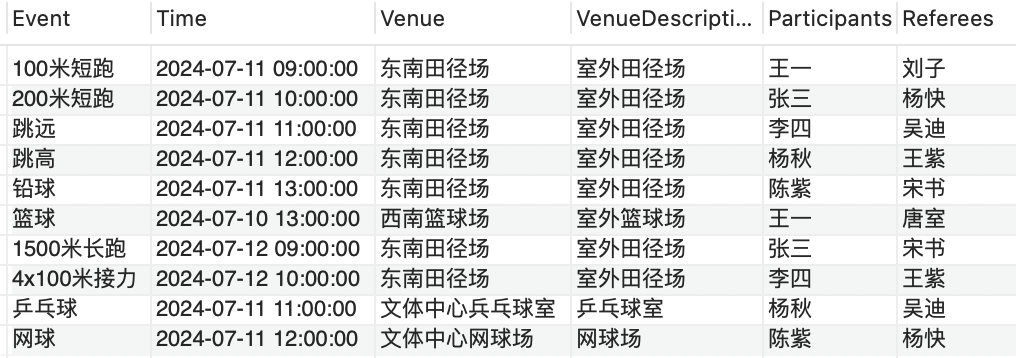 Event Time Venue VenueDescripti... Participants Referees
100米短跑 2024-07-11 09:00:00 东南田径场 室外田径场 王一 刘子
200米短跑 2024-07-11 10:00:00 东南田径场 室外田径场 张三 杨快
跳远 2024-07-11 11:00:00 东南田径场 室外田径场 李四 吴迪
跳高 2024-07-11 12:00:00 东南田径场 室外田径场 杨秋 王紫
铅球 2024-07-11 13:00:00 东南田径场 室外田径场 陈紫 宋书
篮球 2024-07-10 13:00:00 西南篮球场 室外篮球场 王一 唐室
1500米长跑 2024-07-12 09:00:00 东南田径场 室外田径场 张三 宋书
4x100米接力 2024-07-12 10:00:00 东南田径场 室外田径场 李四 王紫
乒乓球 2024-07-11 11:00:00 文体中心兵乓球室 乒乓球室 杨秋 吴迪
网球 2024-07-11 12:00:00 文体中心网球场 网球场 陈紫 杨快